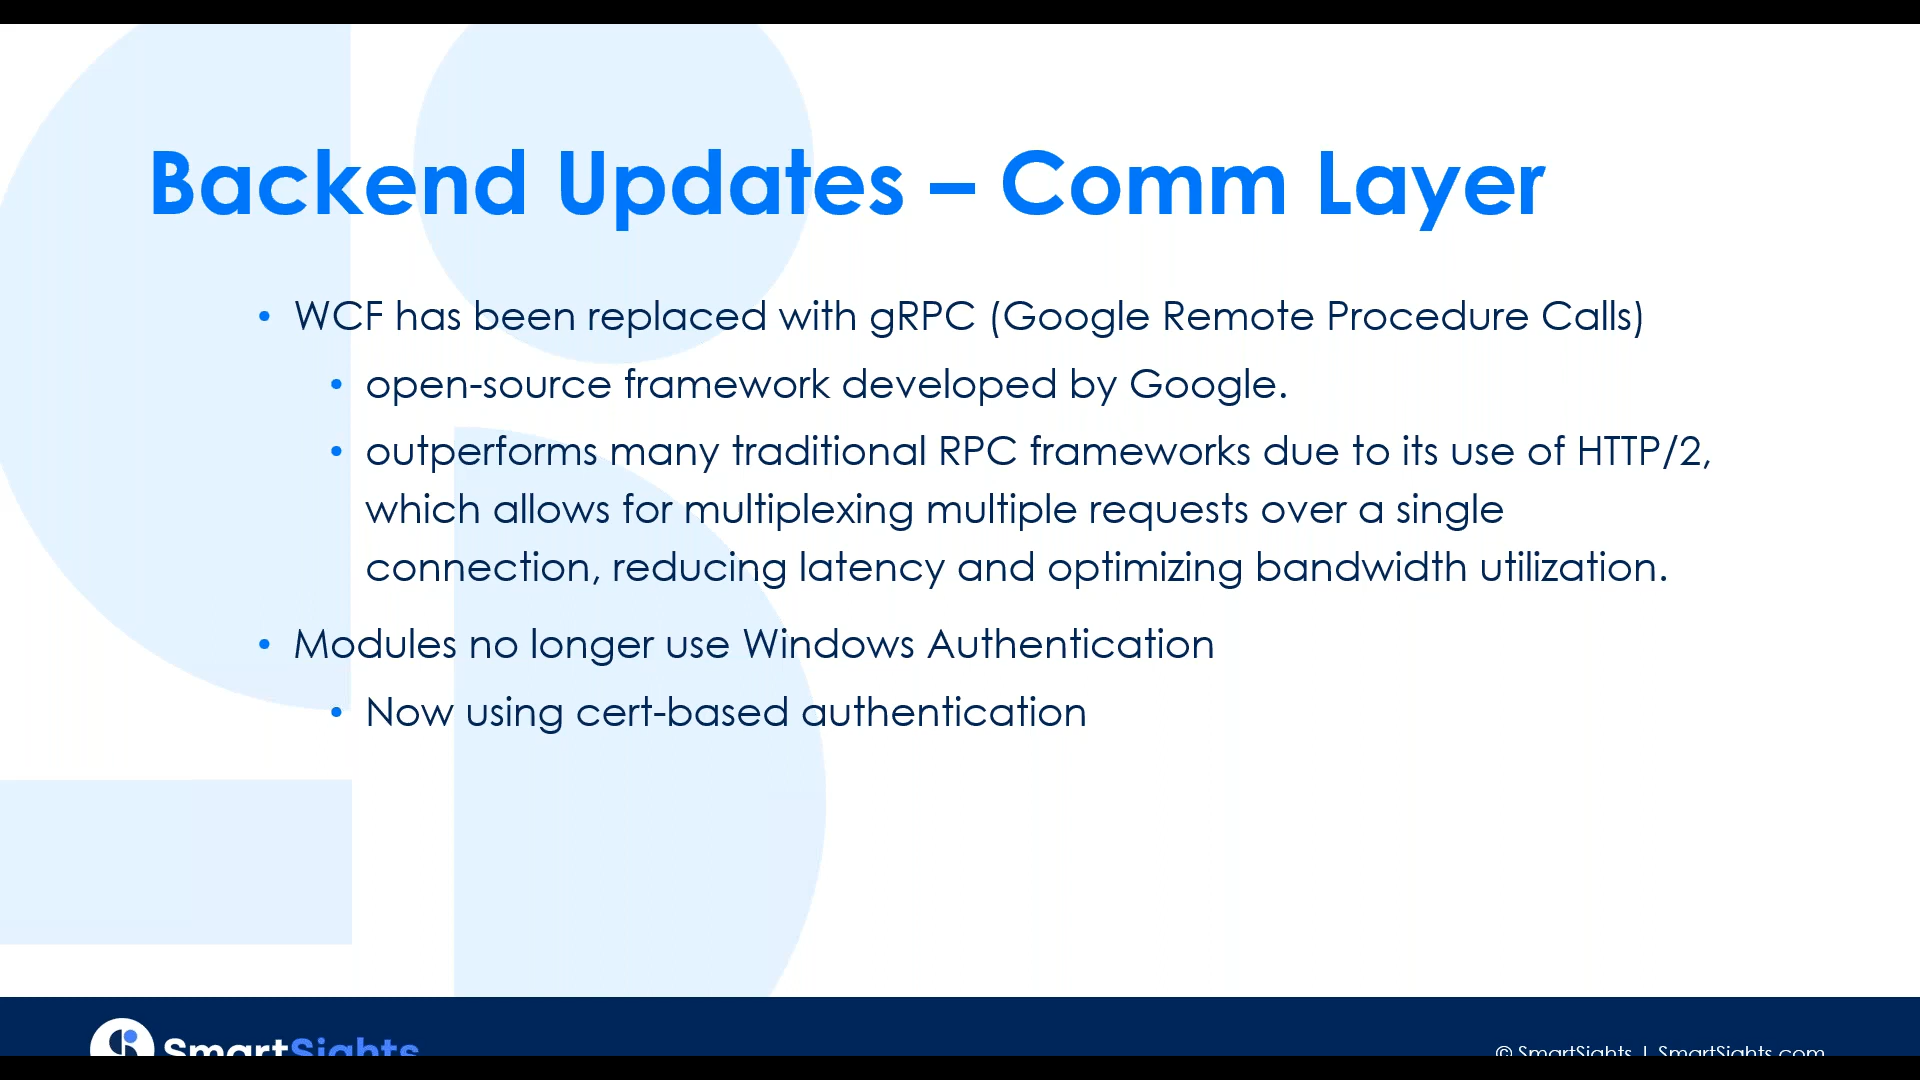 Backend Updates – Comm Layer
• WCF has been replaced with gRPC (Google Remote Procedure Calls)
• open-source framework developed by Google.
• outperforms many traditional RPC frameworks due to its use of HTTP/2,
which allows for multiplexing multiple requests over a single
connection, reducing latency and optimizing bandwidth utilization.
• Modules no longer use Windows Authentication
• Now using cert-based authentication
SmartSights
© SmartSights | SmartSights.com